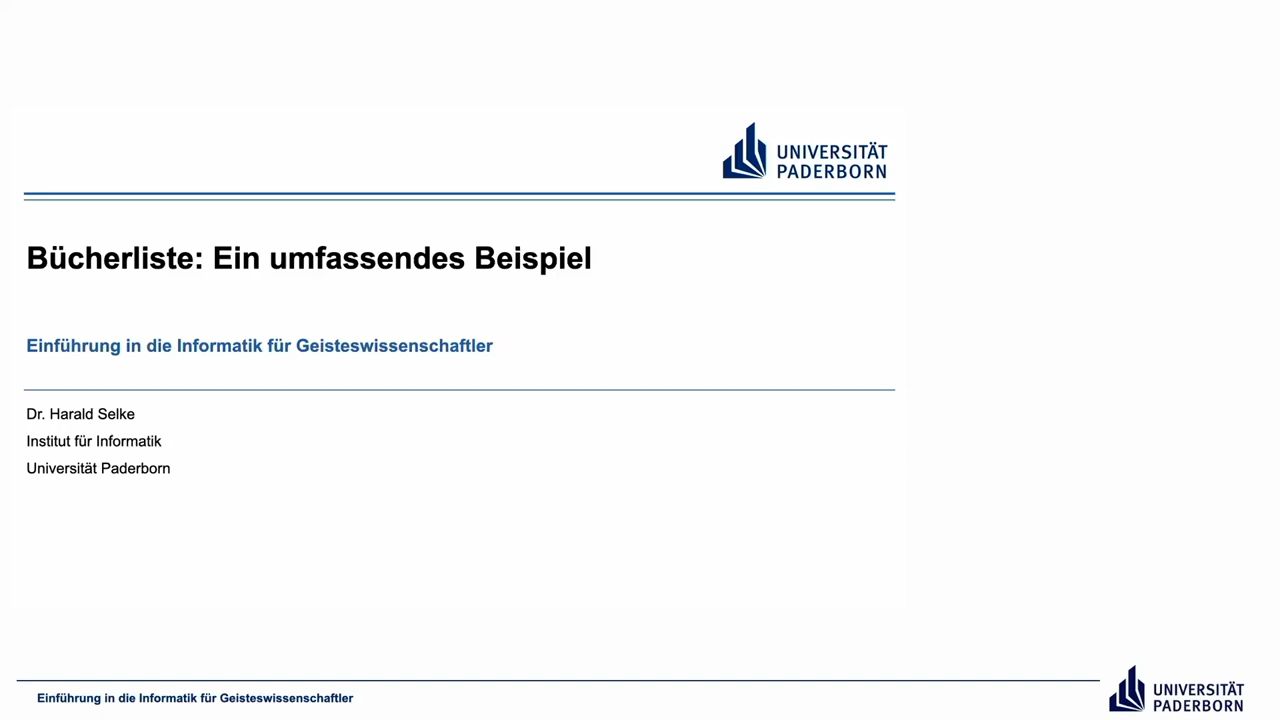 UNIVERSITÄT
PADERBORN
Bücherliste: Ein umfassendes Beispiel
Einführung in die Informatik für Geisteswissenschaftler
Dr. Harald Selke
Institut für Informatik
Universität Paderborn
Einführung in die Informatik für Geisteswissenschaftler
UNIVERSITÄT
PADERBORN